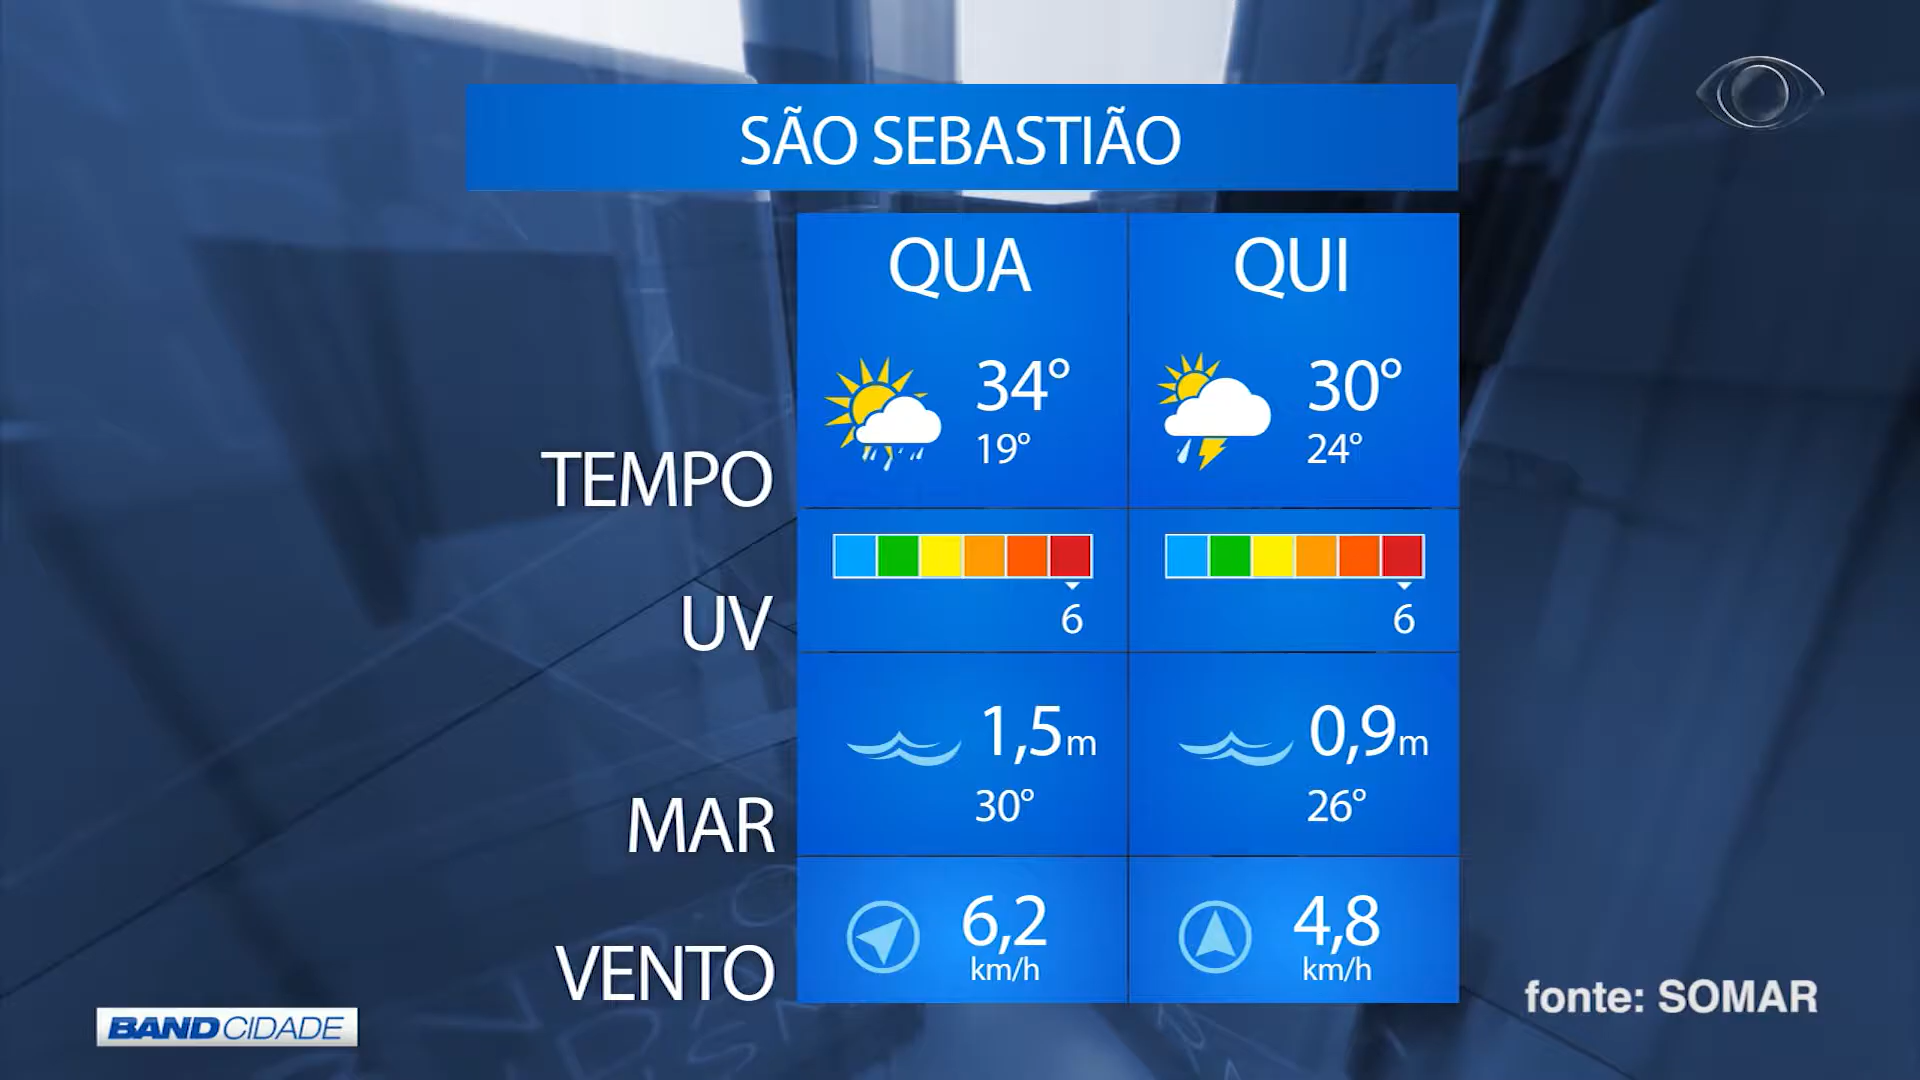 SÃO SEBASTIÃO
QUA QUI
34° 30°
19° 24°
TEMPO
6 6
UV
1,5m 0,9m
30° 26°
MAR
6,2 4,8
km/h km/h
VENTO
fonte: SOMAR
BAND CIDADE